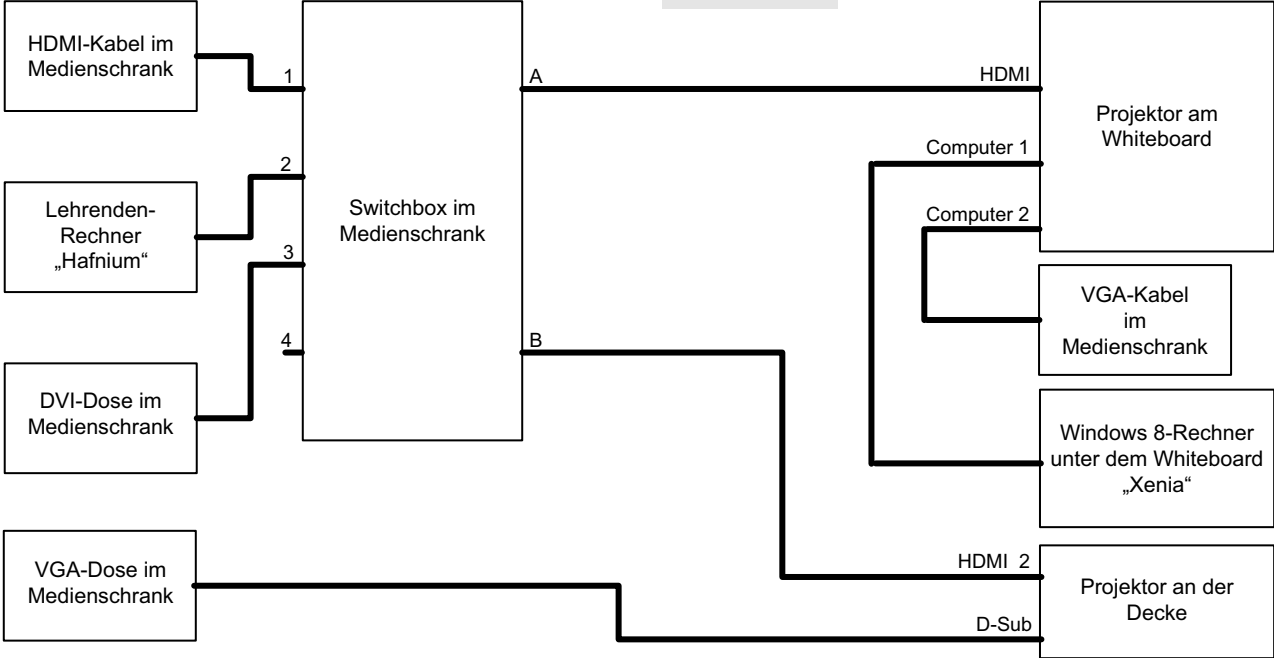 HDMI-Kabel im
Medienschrank
1
Lehrenden-
Rechner
„Hafnium“
2
DVI-Dose im
Medienschrank
3
4
Switchbox im
Medienschrank
A
B
HDMI
Computer 1
Computer 2
Projektor am
Whiteboard
VGA-Kabel
im
Medienschrank
Windows 8-Rechner
unter dem Whiteboard
„Xenia“
VGA-Dose im
Medienschrank
HDMI 2
D-Sub
Projektor an der
Decke